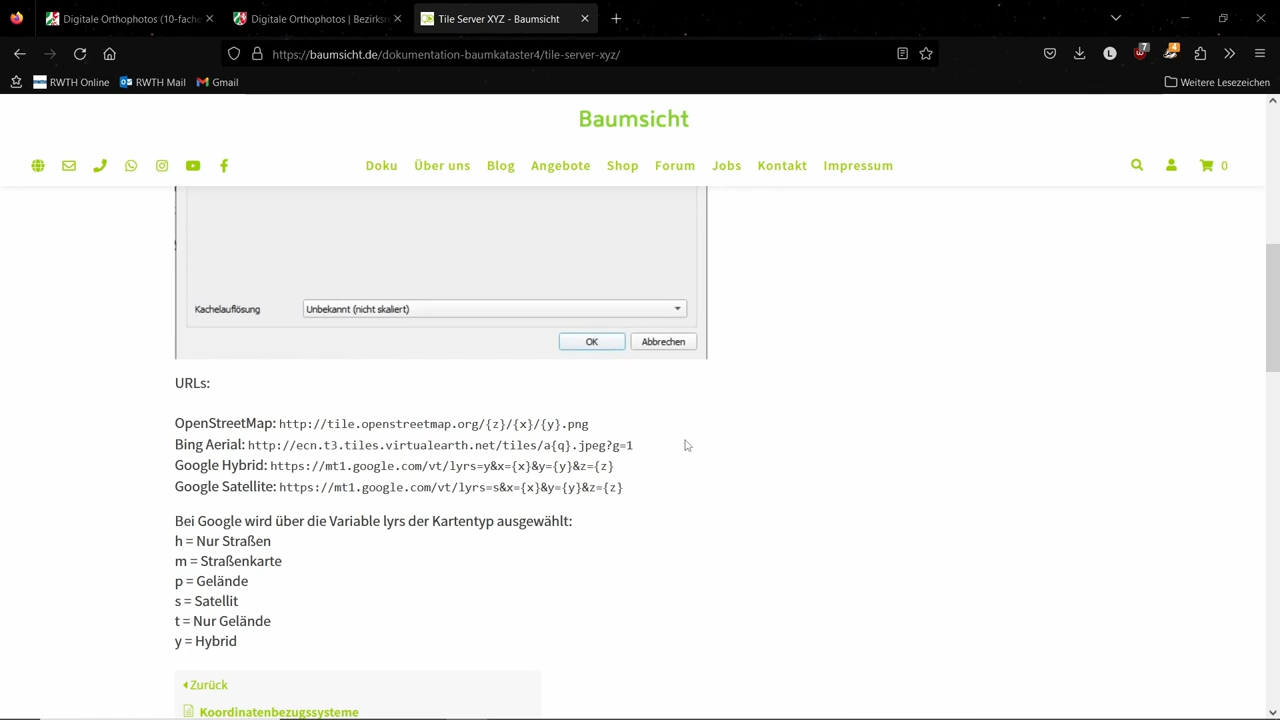 Digitale Orthophotos (10-fache
Digitale Orthophotos | Bezirksre
Tile Server XYZ - Baumsicht
https://baumsicht.de/dokumentation-baumkataster4/tile-server-xyz/
L
7
4
RWTH Online
RWTH Mail
Gmail
Weitere Lesezeichen
Baumsicht
Doku Über uns Blog Angebote Shop Forum Jobs Kontakt Impressum
0
Kachelauflösung
Unbekannt (nicht skaliert)
OK
Abbrechen
URLs:
OpenStreetMap: http://tile.openstreetmap.org/{z}/{x}/{y}.png
Bing Aerial: http://ecn.t3.tiles.virtualearth.net/tiles/a{q}.jpeg?g=1
Google Hybrid: https://mt1.google.com/vt/lyrs=y&x={x}&y={y}&z={z}
Google Satellite: https://mt1.google.com/vt/lyrs=s&x={x}&y={y}&z={z}
Bei Google wird über die Variable lyrs der Kartentyp ausgewählt:
h = Nur Straßen
m = Straßenkarte
p = Gelände
s = Satellit
t = Nur Gelände
y = Hybrid
Zurück
Koordinatenbezugssysteme